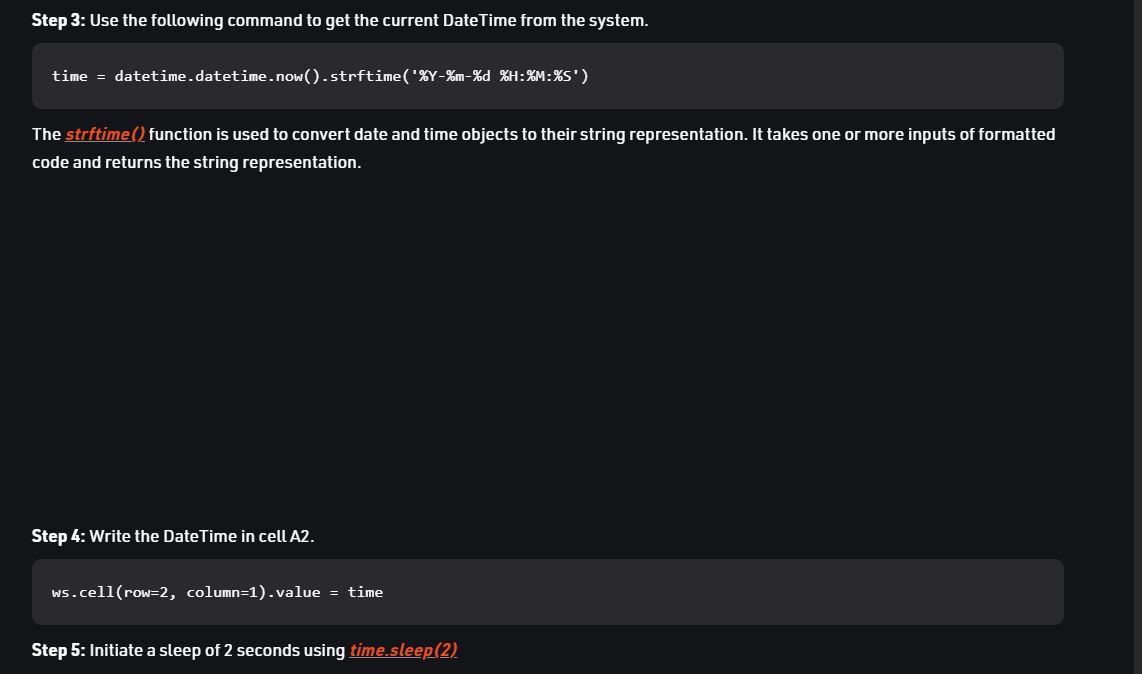 Step 3: Use the following command to get the current DateTime from the system.
time = datetime.datetime.now().strftime('%Y-%m-%d %H:%M:%S')
The strftime() function is used to convert date and time objects to their string representation. It takes one or more inputs of formatted
code and returns the string representation.
Step 4: Write the DateTime in cell A2.
ws.cell(row=2, column=1).value = time
Step 5: Initiate a sleep of 2 seconds using time.sleep(2)